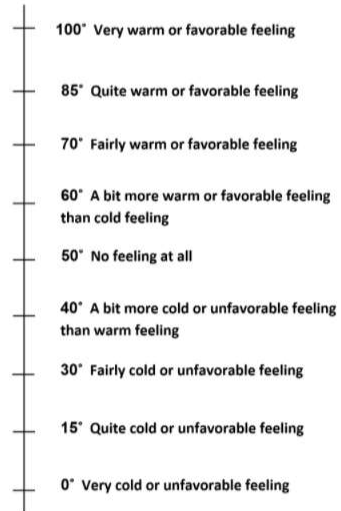 100° Very warm or favorable feeling
85° Quite warm or favorable feeling
70° Fairly warm or favorable feeling
60° A bit more warm or favorable feeling
than cold feeling
50° No feeling at all
40° A bit more cold or unfavorable feeling
than warm feeling
30° Fairly cold or unfavorable feeling
15° Quite cold or unfavorable feeling
0° Very cold or unfavorable feeling